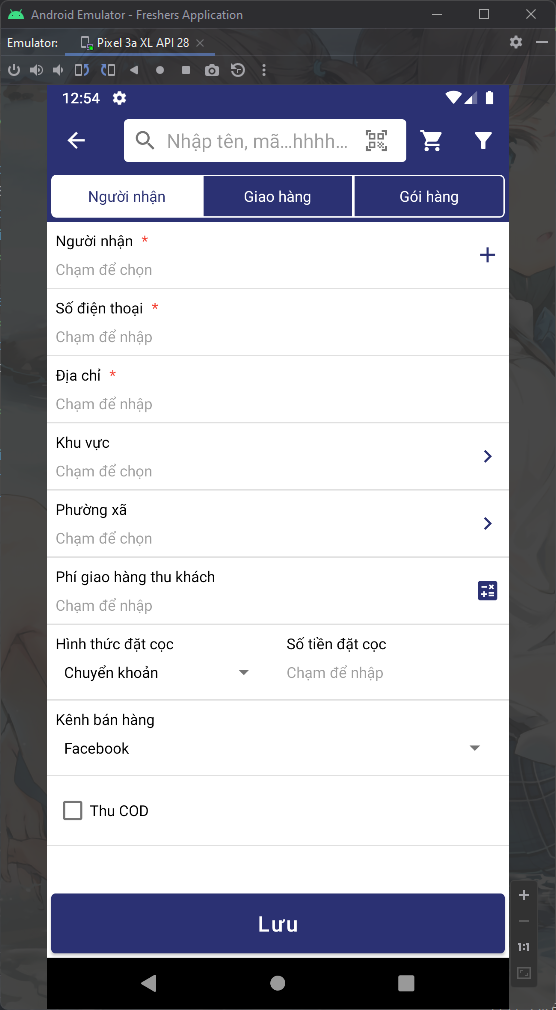 Android Emulator - Freshers Application
Emulator: Pixel 3a XL API 28
12:54
Nhập tên, mã...hhhh...
Người nhận Giao hàng Gói hàng
Người nhận *
Chạm để chọn
Số điện thoại *
Chạm để nhập
Địa chỉ *
Chạm để nhập
Khu vực
Chạm để chọn
Phường xã
Chạm để chọn
Phí giao hàng thu khách
Chạm để nhập
Hình thức đặt cọc Số tiền đặt cọc
Chuyển khoản Chạm để nhập
Kênh bán hàng
Facebook
Thu COD
Lưu
1:1